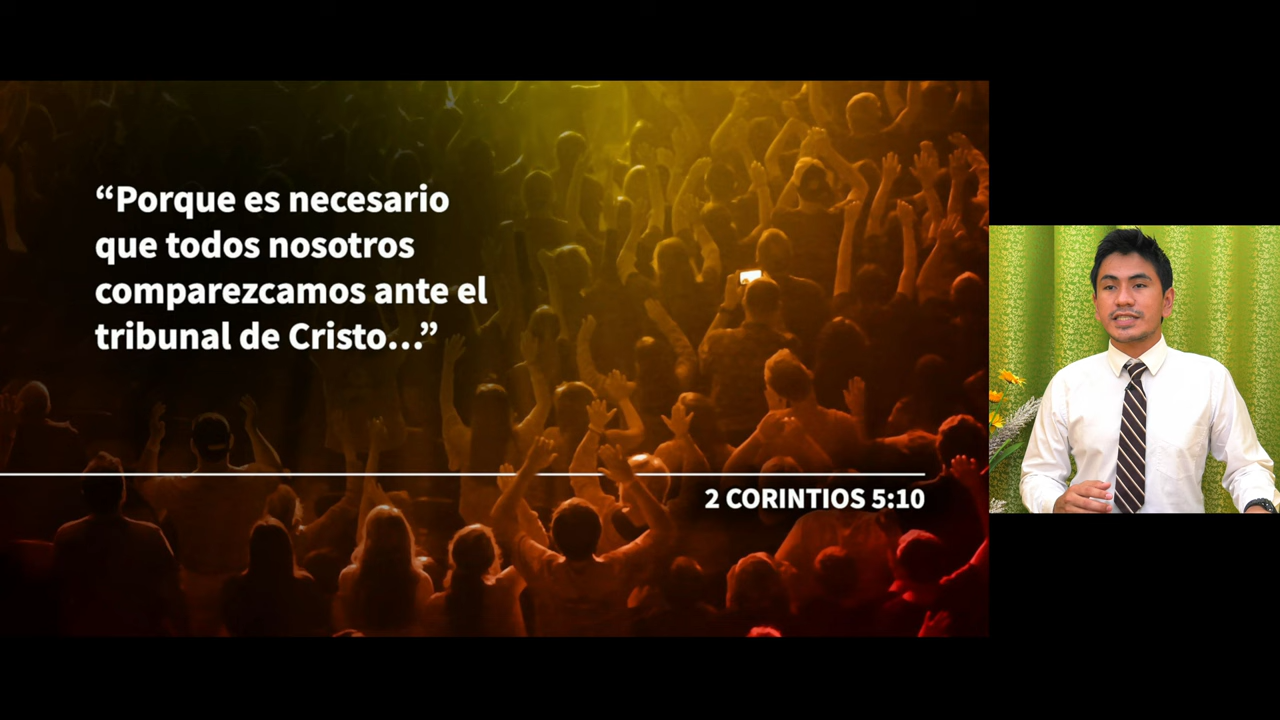 “Porque es necesario
que todos nosotros
comparezcamos ante el
tribunal de Cristo...”
2 CORINTIOS 5:10